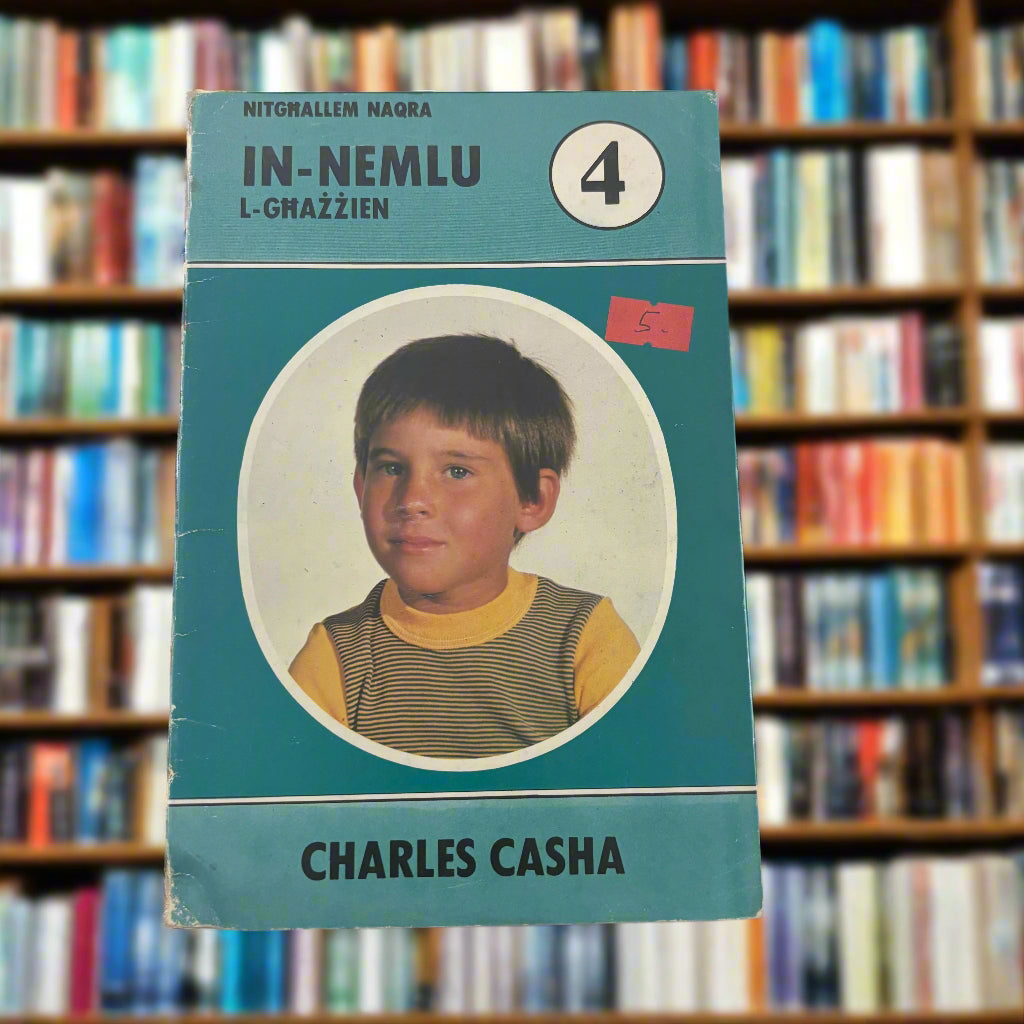 NITGĦALLEM NAQRA
IN-NEMLU
L-GĦAŻŻIEN
4
5.-
CHARLES CASHA